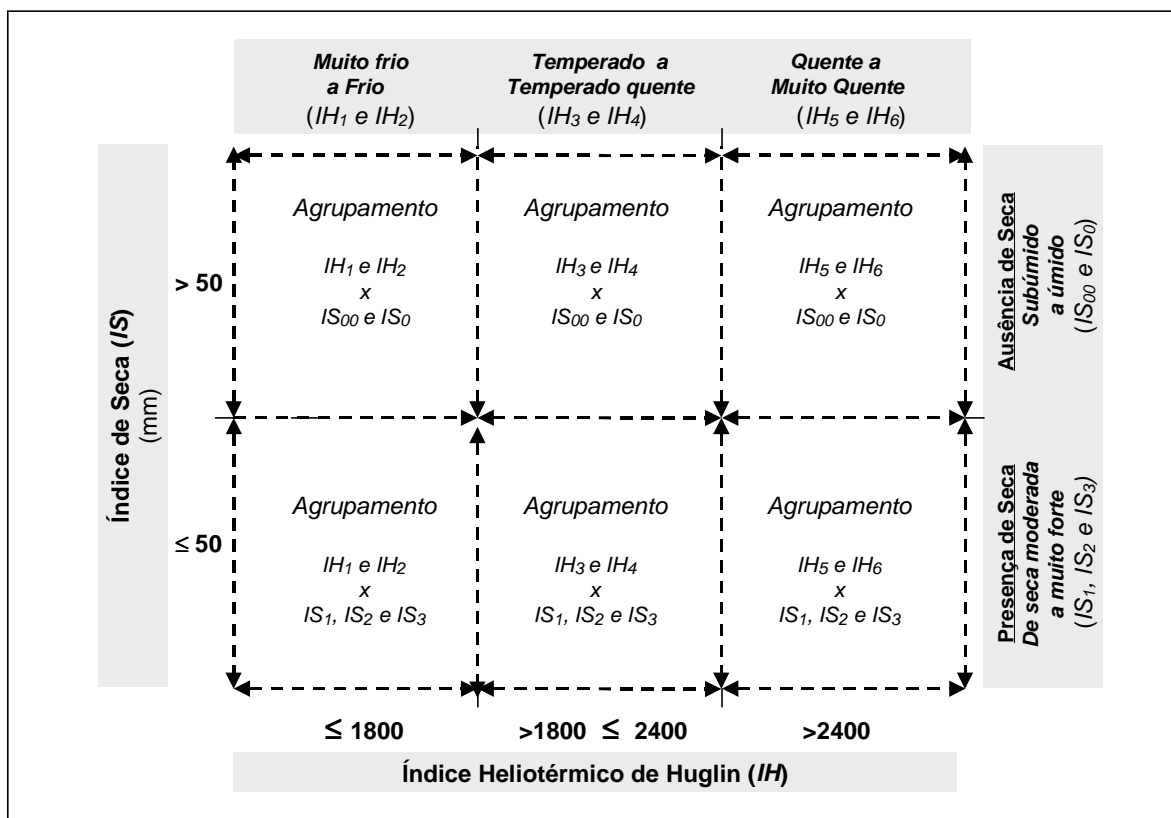 Muito frio
a Frio
(IH1 e IH2)
Temperado a
Temperado quente
(IH3 e IH4)
Quente a
Muito Quente
(IH5 e IH6)
Índice de Seca (IS)
(mm)
> 50
Agrupamento
IH1 e IH2
x
IS00 e IS0
Agrupamento
IH3 e IH4
x
IS00 e IS0
Agrupamento
IH5 e IH6
x
IS00 e IS0
Ausência de Seca
Subúmido
a úmido
(IS00 e IS0)
≤ 50
Agrupamento
IH1 e IH2
x
IS1, IS2 e IS3
Agrupamento
IH3 e IH4
x
IS1, IS2 e IS3
Agrupamento
IH5 e IH6
x
IS1, IS2 e IS3
Presença de Seca
De seca moderada
a muito forte
(IS1, IS2 e IS3)
≤ 1800
>1800 ≤ 2400
>2400
Índice Heliotérmico de Huglin (IH)